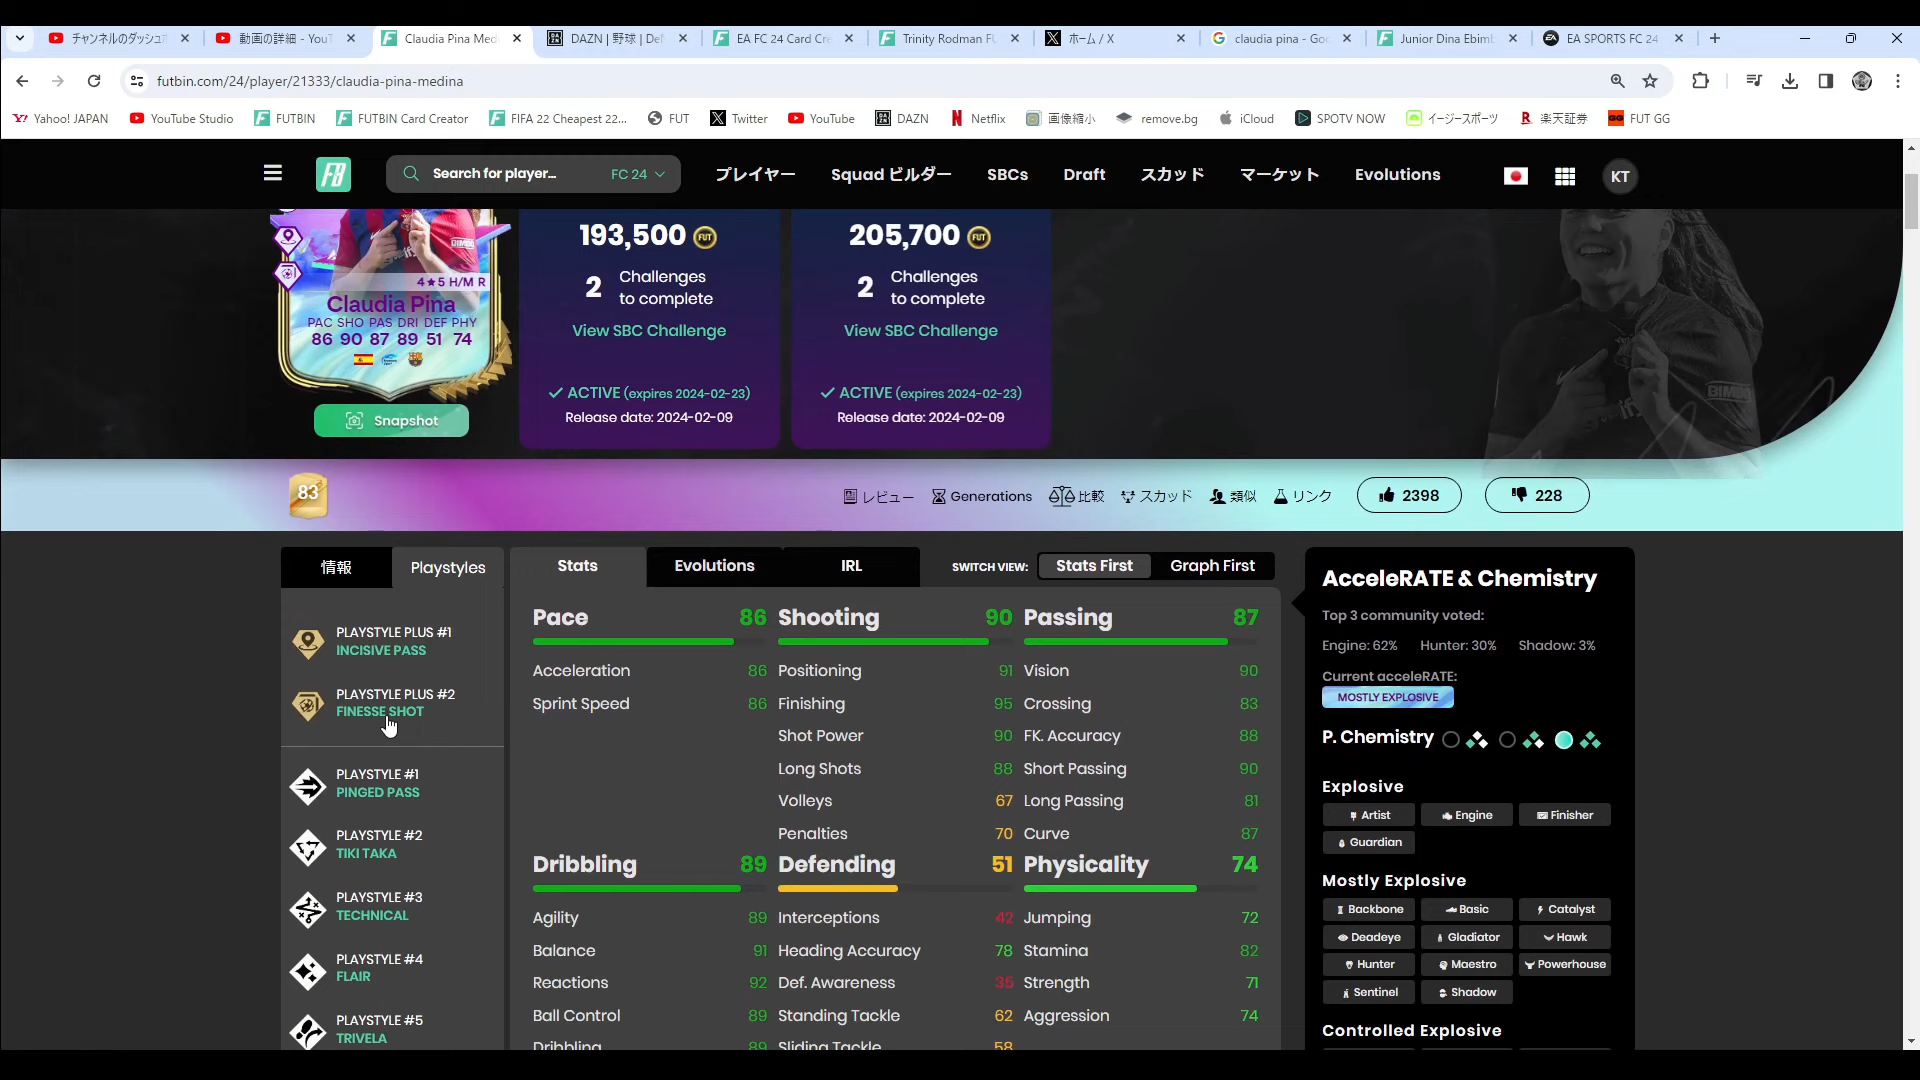 チャンネルのダッシュボ
動画の詳細 - YouT
Claudia Pina Med
DAZN | 野球 | De
EA FC 24 Card Cre
Trinity Rodman FU
ホーム / X
claudia pina - Goo
Junior Dina Ebimb
EA SPORTS FC 24
futbin.com/24/player/21333/claudia-pina-medina
Yahoo! JAPAN
YouTube Studio
FUTBIN
FUTBIN Card Creator
FIFA 22 Cheapest 22...
FUT
Twitter
YouTube
DAZN
Netflix
画像縮小
remove.bg
iCloud
SPOTV NOW
イージースポーツ
楽天証券
FUT GG
Search for player...
FC 24
プレイヤー
Squad ビルダー
SBCs
Draft
スカッド
マーケット
Evolutions
KT
4★5 H/M R
Claudia Pina
PAC SHO PAS DRI DEF PHY
86 90 87 89 51 74
Snapshot
193,500
2 Challenges
to complete
View SBC Challenge
ACTIVE (expires 2024-02-23)
Release date: 2024-02-09
205,700
2 Challenges
to complete
View SBC Challenge
ACTIVE (expires 2024-02-23)
Release date: 2024-02-09
83
レビュー
Generations
比較
スカッド
類似
リンク
2398
228
情報
Playstyles
PLAYSTYLE PLUS #1
INCISIVE PASS
PLAYSTYLE PLUS #2
FINESSE SHOT
PLAYSTYLE #1
PINGED PASS
PLAYSTYLE #2
TIKI TAKA
PLAYSTYLE #3
TECHNICAL
PLAYSTYLE #4
FLAIR
PLAYSTYLE #5
TRIVELA
Stats
Evolutions
IRL
SWITCH VIEW:
Stats First
Graph First
Pace 86
Acceleration 86
Sprint Speed 86
Shooting 90
Positioning 91
Finishing 95
Shot Power 90
Long Shots 88
Volleys 67
Penalties 70
Passing 87
Vision 90
Crossing 83
FK. Accuracy 88
Short Passing 90
Long Passing 81
Curve 87
Dribbling 89
Agility 89
Balance 91
Reactions 92
Ball Control 89
Dribbling 89
Defending 51
Interceptions 42
Heading Accuracy 78
Def. Awareness 35
Standing Tackle 62
Sliding Tackle 58
Physicality 74
Jumping 72
Stamina 82
Strength 71
Aggression 74
AcceleRATE & Chemistry
Top 3 community voted:
Engine: 62% Hunter: 30% Shadow: 3%
Current acceleRATE:
MOSTLY EXPLOSIVE
P. Chemistry
Explosive
Artist
Engine
Finisher
Guardian
Mostly Explosive
Backbone
Basic
Catalyst
Deadeye
Gladiator
Hawk
Hunter
Maestro
Powerhouse
Sentinel
Shadow
Controlled Explosive